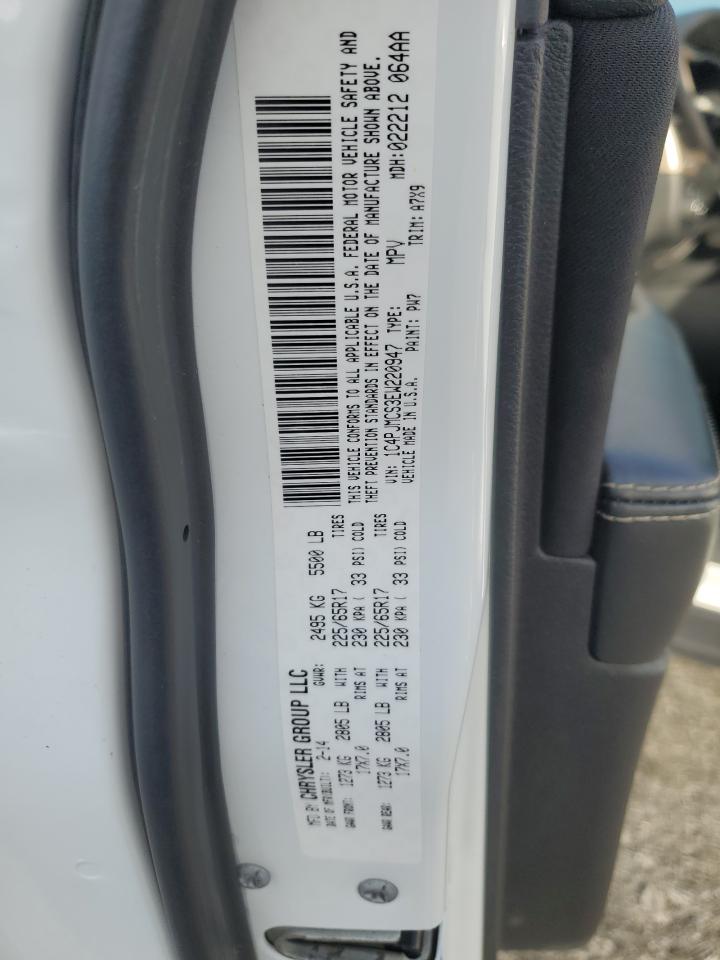 MFD BY CHRYSLER GROUP LLC
DATE OF MFR(BUILT): 2-14 GVWR: 2495 KG 5500 LB
GAWR FRONT: 1273 KG 2805 LB WITH 225/65R17 TIRES
17X7.0 RIMS AT 230 KPA ( 33 PSI) COLD
GAWR REAR: 1273 KG 2805 LB WITH 225/65R17 TIRES
17X7.0 RIMS AT 230 KPA ( 33 PSI) COLD
THIS VEHICLE CONFORMS TO ALL APPLICABLE U.S.A. FEDERAL MOTOR VEHICLE SAFETY AND
THEFT PREVENTION STANDARDS IN EFFECT ON THE DATE OF MANUFACTURE SHOWN ABOVE.
VIN: 1C4PJMCS3EW220947 TYPE: MPV MDH:022212 064AA
VEHICLE MADE IN U.S.A. PAINT: PW7 TRIM: A7X9